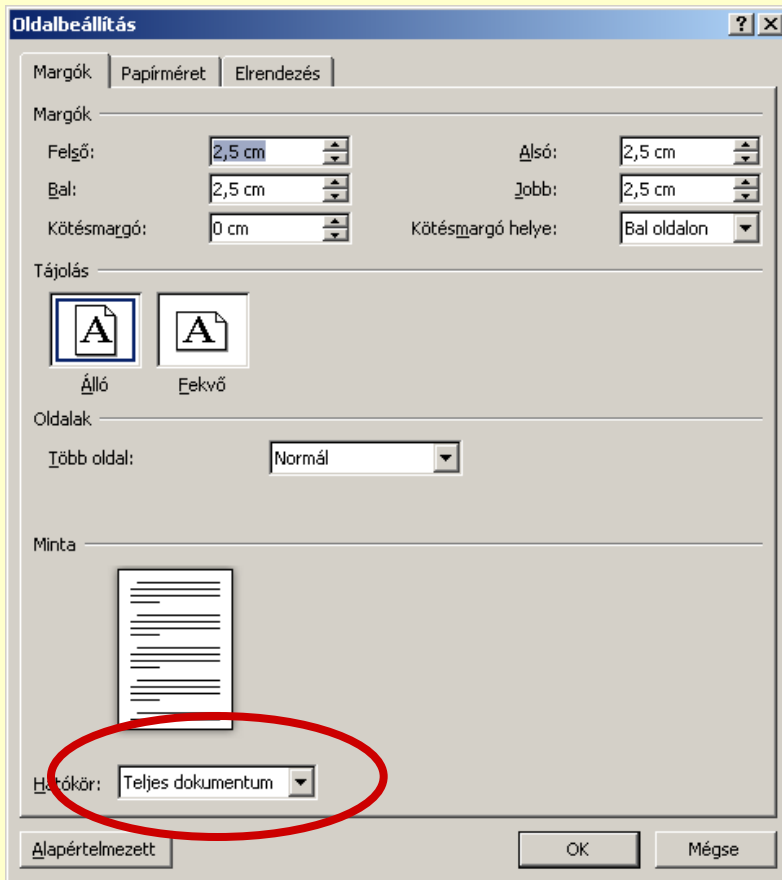 Oldalbeállítás
Margók Papírméret Elrendezés
Margók
Felső: 2,5 cm Alsó: 2,5 cm
Bal: 2,5 cm Jobb: 2,5 cm
Kötésmargó: 0 cm Kötésmargó helye: Bal oldalon
Tájolás
A A
Álló Fekvő
Oldalak
Több oldal: Normál
Minta
Hatókör: Teljes dokumentum
Alapértelmezett OK Mégse